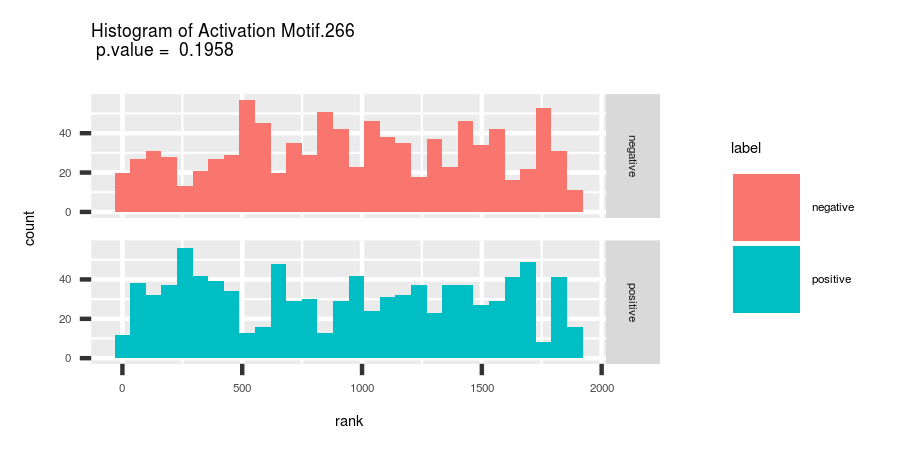 Histogram of Activation Motif.266
p.value = 0.1958
count
40
20
0
negative
40
20
0
positive
0
500
1000
1500
2000
rank
label
negative
positive